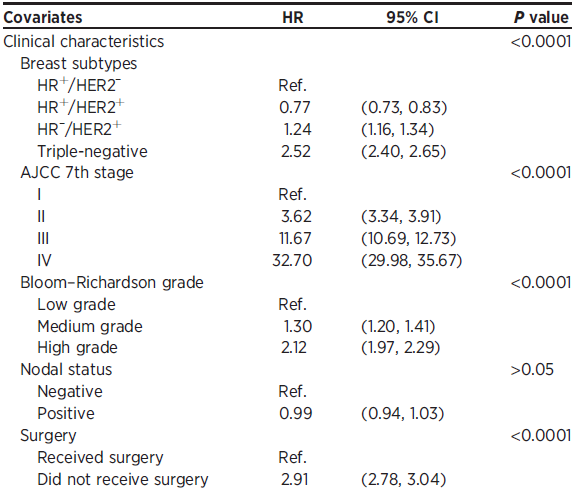 Covariates HR 95% CI P value
Clinical characteristics <0.0001
Breast subtypes
HR⁺/HER2⁻ Ref.
HR⁺/HER2⁺ 0.77 (0.73, 0.83)
HR⁻/HER2⁺ 1.24 (1.16, 1.34)
Triple-negative 2.52 (2.40, 2.65)
AJCC 7th stage <0.0001
I Ref.
II 3.62 (3.34, 3.91)
III 11.67 (10.69, 12.73)
IV 32.70 (29.98, 35.67)
Bloom–Richardson grade <0.0001
Low grade Ref.
Medium grade 1.30 (1.20, 1.41)
High grade 2.12 (1.97, 2.29)
Nodal status >0.05
Negative Ref.
Positive 0.99 (0.94, 1.03)
Surgery <0.0001
Received surgery Ref.
Did not receive surgery 2.91 (2.78, 3.04)